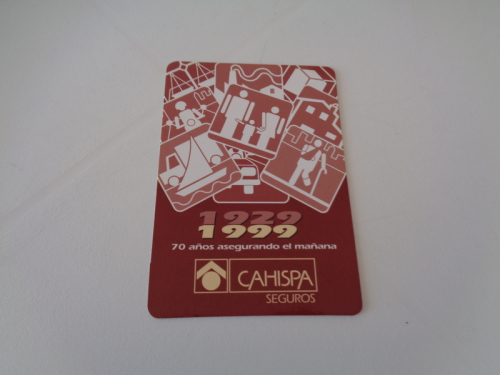 1929
1999
70 años asegurando el mañana
CAHISPA
SEGUROS